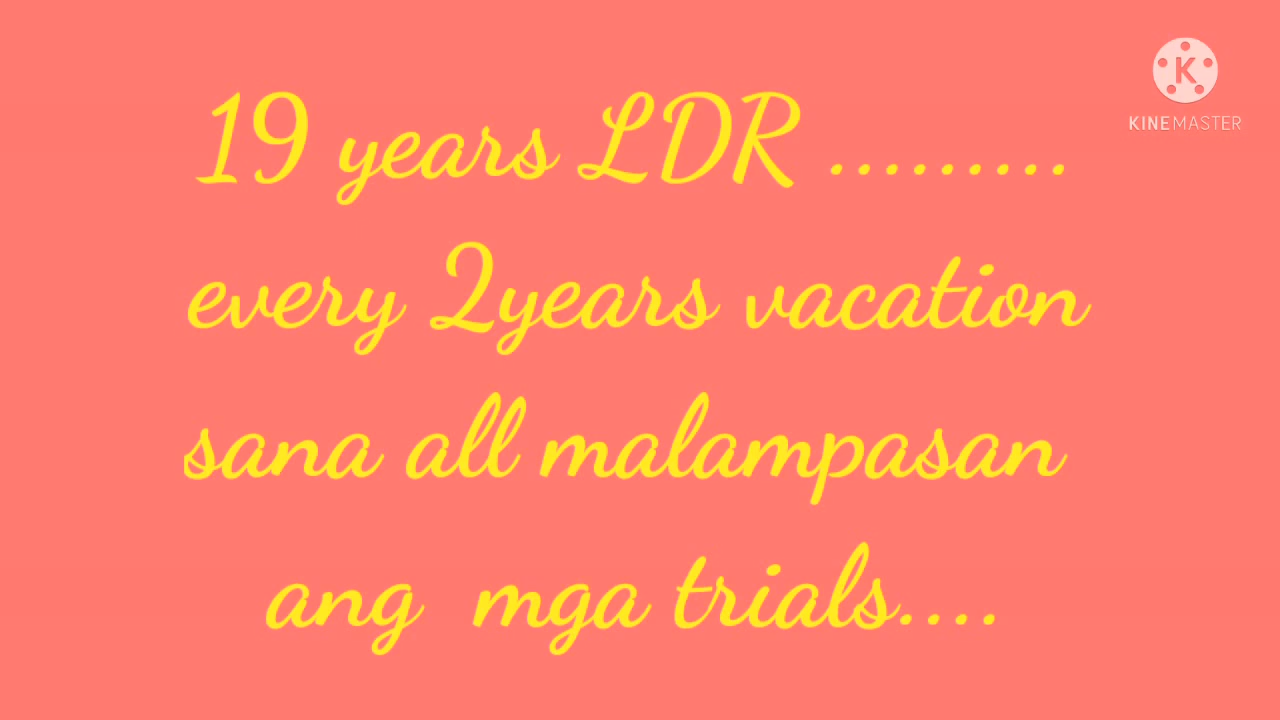 19 years LDR .........
every 2years vacation
sana all malampasan
ang mga trials....
K
KINEMASTER